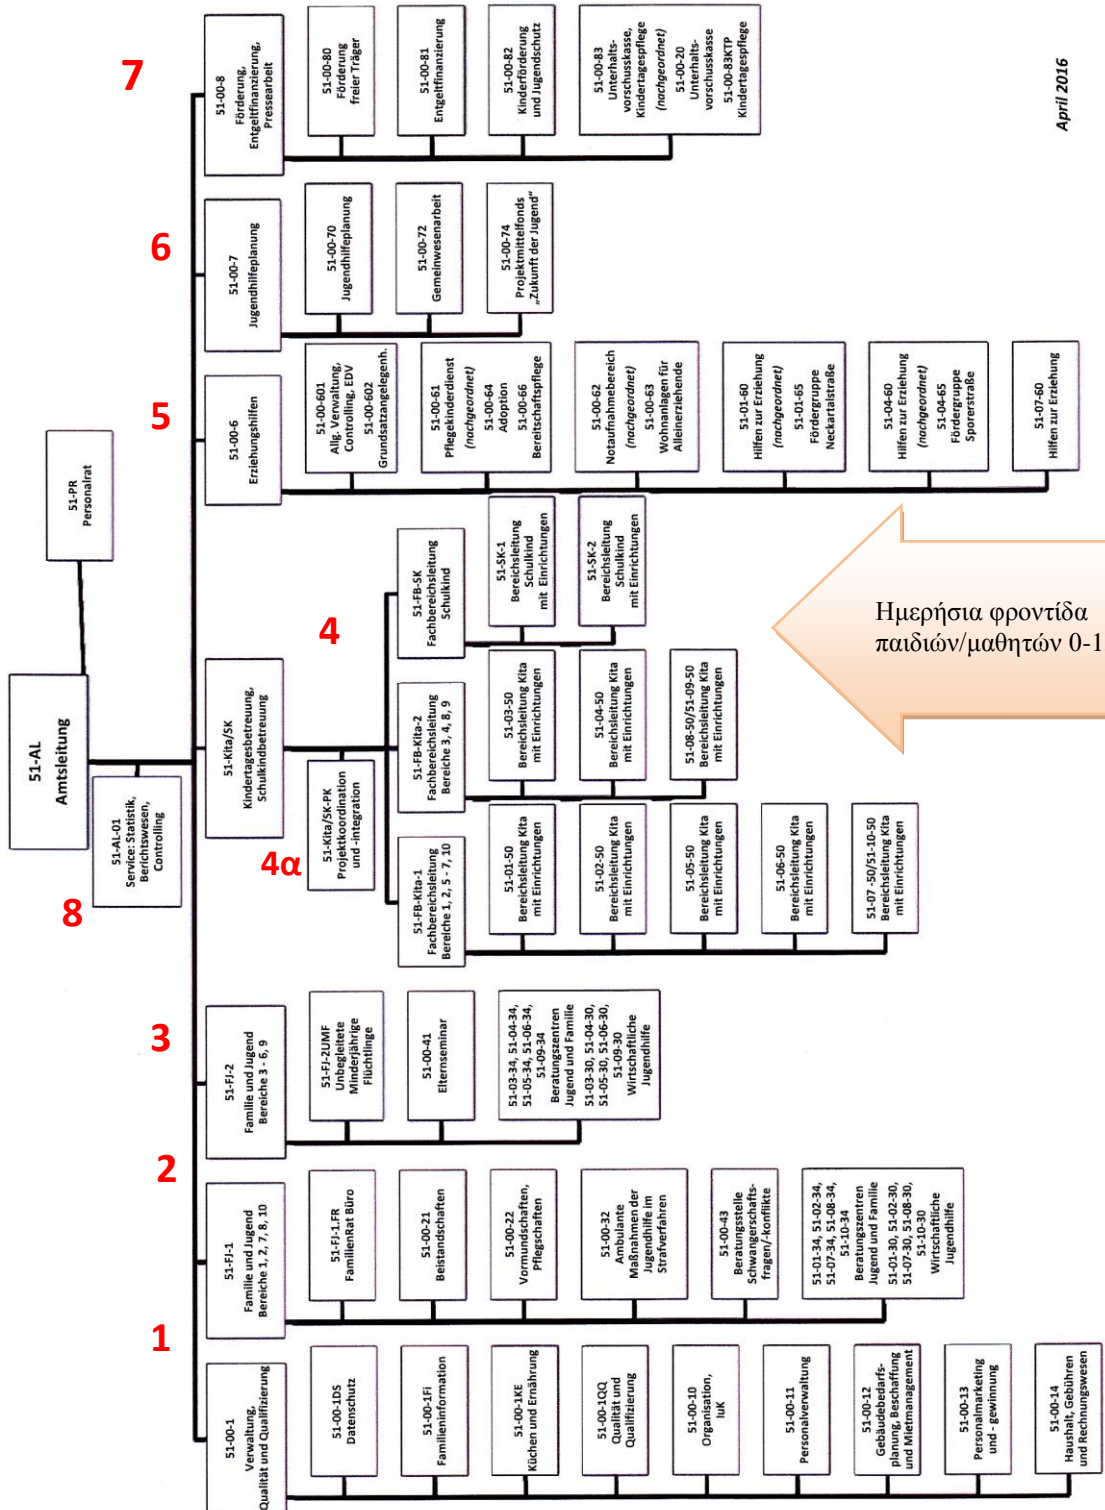 51-AL
Amtsleitung
51-PR
Personalrat
8
51-AL-01
Service: Statistik,
Berichtswesen,
Controlling
1
51-00-1
Verwaltung,
Qualität und Qualifizierung
51-00-1DS
Datenschutz
51-00-1Fi
Familieninformation
51-00-1KE
Küchen und Ernährung
51-00-1QQ
Qualität und
Qualifizierung
51-00-10
Organisation,
IuK
51-00-11
Personalverwaltung
51-00-12
Gebäudebedarfs-
planung, Beschaffung
und Mietmanagement
51-00-13
Personalmarketing
und - gewinnung
51-00-14
Haushalt, Gebühren
und Rechnungswesen
2
51-FJ-1
Familie und Jugend
Bereiche 1, 2, 7, 8, 10
51-FJ-1.FR
FamilienRat Büro
51-00-21
Beistandschaften
51-00-22
Vormundschaften,
Pflegschaften
51-00-32
Ambulante
Maßnahmen der
Jugendhilfe im
Strafverfahren
51-00-43
Beratungsstelle
Schwangerschafts-
fragen/-konflikte
51-01-34, 51-02-34,
51-07-34, 51-08-34,
51-10-34
Beratungszentren
Jugend und Familie
51-01-30, 51-02-30,
51-07-30, 51-08-30,
51-10-30
Wirtschaftliche
Jugendhilfe
3
51-FJ-2
Familie und Jugend
Bereiche 3 - 6, 9
51-FJ-2UMF
Unbegleitete
Minderjährige
Flüchtlinge
51-00-41
Elternseminar
51-03-34, 51-04-34,
51-05-34, 51-06-34,
51-09-34
Beratungszentren
Jugend und Familie
51-03-30, 51-04-30,
51-05-30, 51-06-30,
51-09-30
Wirtschaftliche
Jugendhilfe
51-Kita/SK
Kindertagesbetreuung,
Schulkindbetreuung
4α
51-Kita/SK-PK
Projektkoordination
und -integration
4
51-FB-Kita-1
Fachbereichsleitung
Bereiche 1, 2, 5 - 7, 10
51-01-50
Bereichsleitung Kita
mit Einrichtungen
51-02-50
Bereichsleitung Kita
mit Einrichtungen
51-05-50
Bereichsleitung Kita
mit Einrichtungen
51-06-50
Bereichsleitung Kita
mit Einrichtungen
51-07 -50/51-10-50
Bereichsleitung Kita
mit Einrichtungen
51-FB-Kita-2
Fachbereichsleitung
Bereiche 3, 4, 8, 9
51-03-50
Bereichsleitung Kita
mit Einrichtungen
51-04-50
Bereichsleitung Kita
mit Einrichtungen
51-08-50/51-09-50
Bereichsleitung Kita
mit Einrichtungen
51-FB-SK
Fachbereichsleitung
Schulkind
51-SK-1
Bereichsleitung
Schulkind
mit Einrichtungen
51-SK-2
Bereichsleitung
Schulkind
mit Einrichtungen
Ημερήσια φροντίδα
παιδιών/μαθητών 0-1
5
51-00-6
Erziehungshilfen
51-00-601
Allg. Verwaltung,
Controlling, EDV
51-00-602
Grundsatzangelegenh.
51-00-61
Pflegekinderdienst
(nachgeordnet)
51-00-64
Adoption
51-00-66
Bereitschaftspflege
51-00-62
Notaufnahmebereich
(nachgeordnet)
51-00-63
Wohnanlagen für
Alleinerziehende
51-01-60
Hilfen zur Erziehung
(nachgeordnet)
51-01-65
Fördergruppe
Neckartalstraße
51-04-60
Hilfen zur Erziehung
(nachgeordnet)
51-04-65
Fördergruppe
Sporerstraße
51-07-60
Hilfen zur Erziehung
6
51-00-7
Jugendhilfeplanung
51-00-70
Jugendhilfeplanung
51-00-72
Gemeinwesenarbeit
51-00-74
Projektmittelfonds
„Zukunft der Jugend“
7
51-00-8
Förderung,
Entgeltfinanzierung,
Pressearbeit
51-00-80
Förderung
freier Träger
51-00-81
Entgeltfinanzierung
51-00-82
Kinderförderung
und Jugendschutz
51-00-83
Unterhalts-
vorschusskasse,
Kindertagespflege
(nachgeordnet)
51-00-20
Unterhalts-
vorschusskasse
51-00-83KTP
Kindertagespflege
April 2016